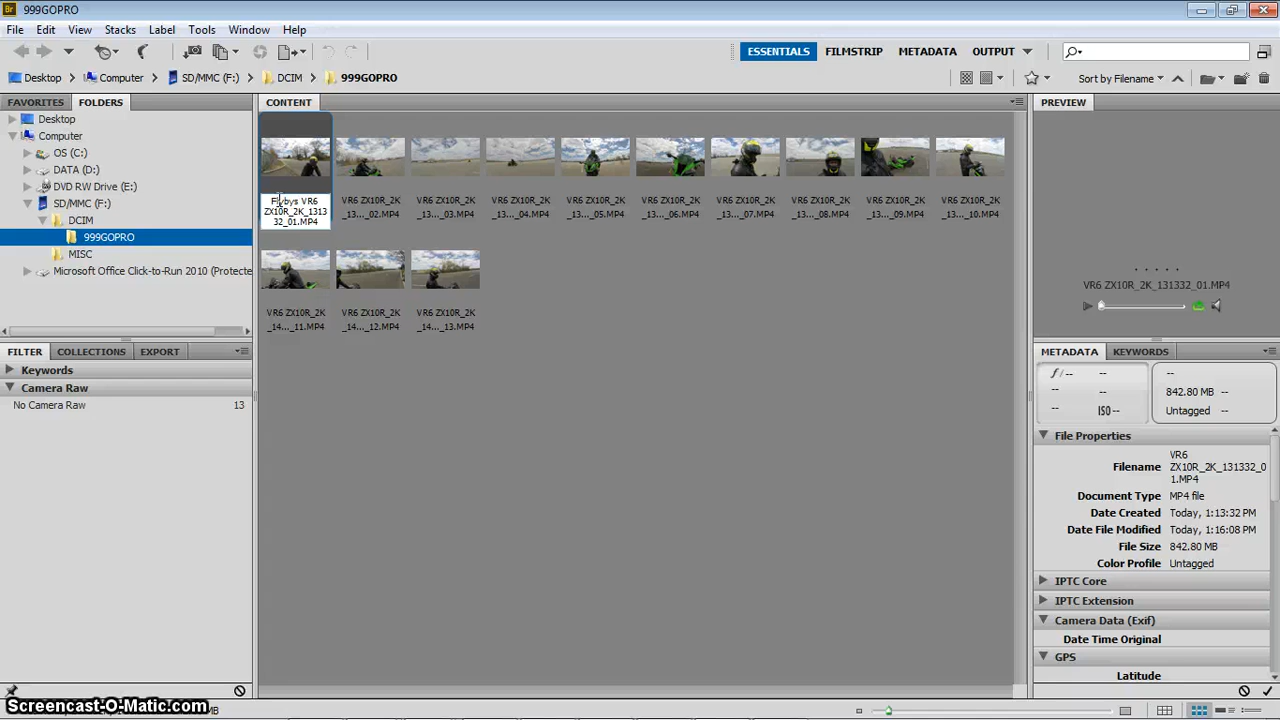 Br 999GOPRO
File Edit View Stacks Label Tools Window Help
ESSENTIALS FILMSTRIP METADATA OUTPUT
Desktop Computer SD/MMC (F:) DCIM 999GOPRO Sort by Filename
FAVORITES FOLDERS
Desktop
Computer
OS (C:)
DATA (D:)
DVD RW Drive (E:)
SD/MMC (F:)
DCIM
999GOPRO
MISC
Microsoft Office Click-to-Run 2010 (Protecte
FILTER COLLECTIONS EXPORT
Keywords
Camera Raw
No Camera Raw 13
CONTENT
Flybys VR6
ZX10R_2K_1313
32_01.MP4
VR6 ZX10R_2K
_13..._02.MP4
VR6 ZX10R_2K
_13..._03.MP4
VR6 ZX10R_2K
_13..._04.MP4
VR6 ZX10R_2K
_13..._05.MP4
VR6 ZX10R_2K
_13..._06.MP4
VR6 ZX10R_2K
_13..._07.MP4
VR6 ZX10R_2K
_13..._08.MP4
VR6 ZX10R_2K
_13..._09.MP4
VR6 ZX10R_2K
_13..._10.MP4
VR6 ZX10R_2K
_14..._11.MP4
VR6 ZX10R_2K
_14..._12.MP4
VR6 ZX10R_2K
_14..._13.MP4
PREVIEW
VR6 ZX10R_2K_131332_01.MP4
METADATA KEYWORDS
f/-- --
-- --
-- ISO--
--
842.80 MB --
Untagged --
File Properties
VR6
Filename ZX10R_2K_131332_0
1.MP4
Document Type MP4 file
Date Created Today, 1:13:32 PM
Date File Modified Today, 1:16:08 PM
File Size 842.80 MB
Color Profile Untagged
IPTC Core
IPTC Extension
Camera Data (Exif)
Date Time Original
GPS
Latitude
Screencast-O-Matic.com
MB